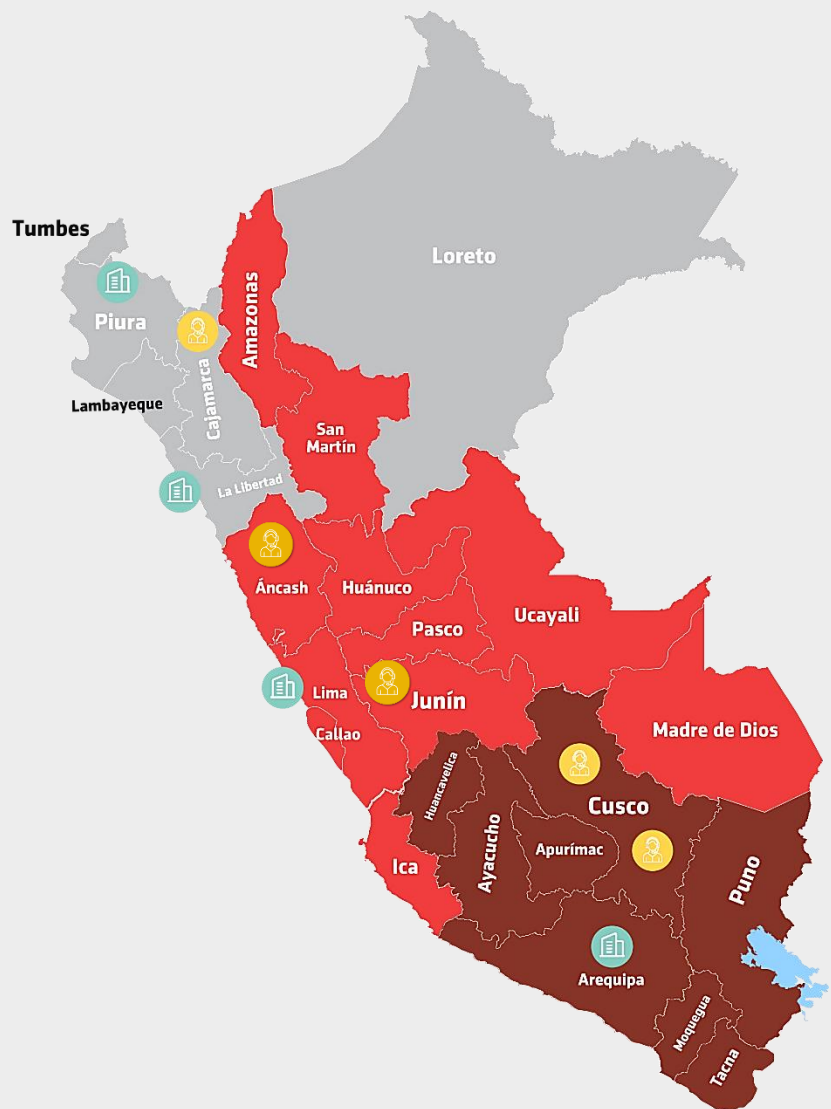 Tumbes
Loreto
Piura
Amazonas
Cajamarca
Lambayeque
San
Martín
La Libertad
Áncash
Huánuco
Ucayali
Pasco
Lima
Junín
Callao
Madre de Dios
Huancavelica
Cusco
Ayacucho
Apurímac
Ica
Puno
Arequipa
Moquegua
Tacna